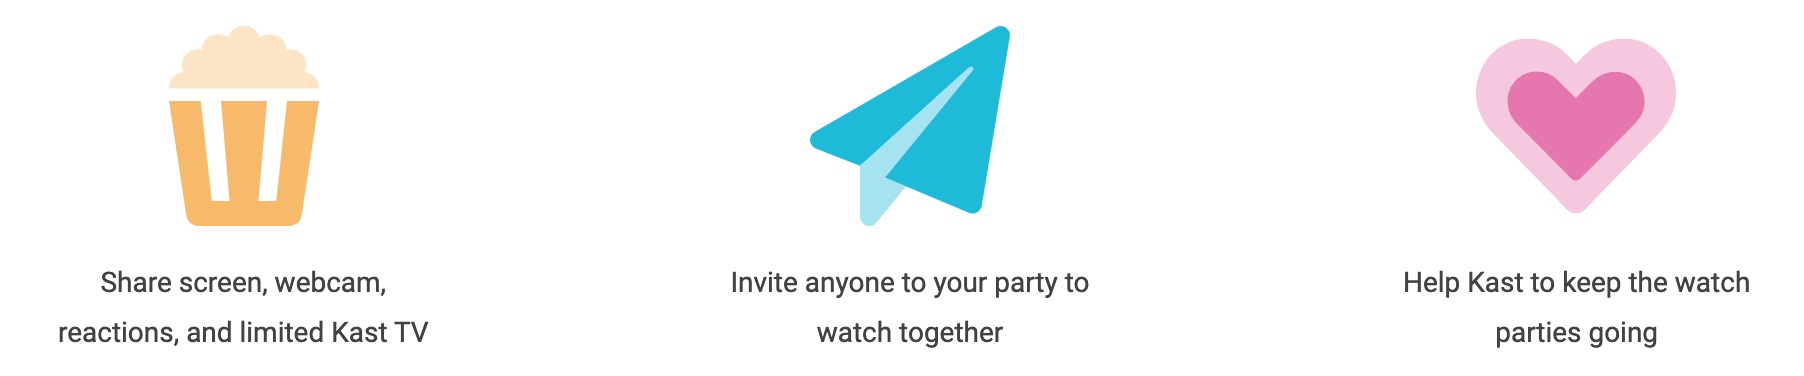 Share screen, webcam,
reactions, and limited Kast TV
Invite anyone to your party to
watch together
Help Kast to keep the watch
parties going